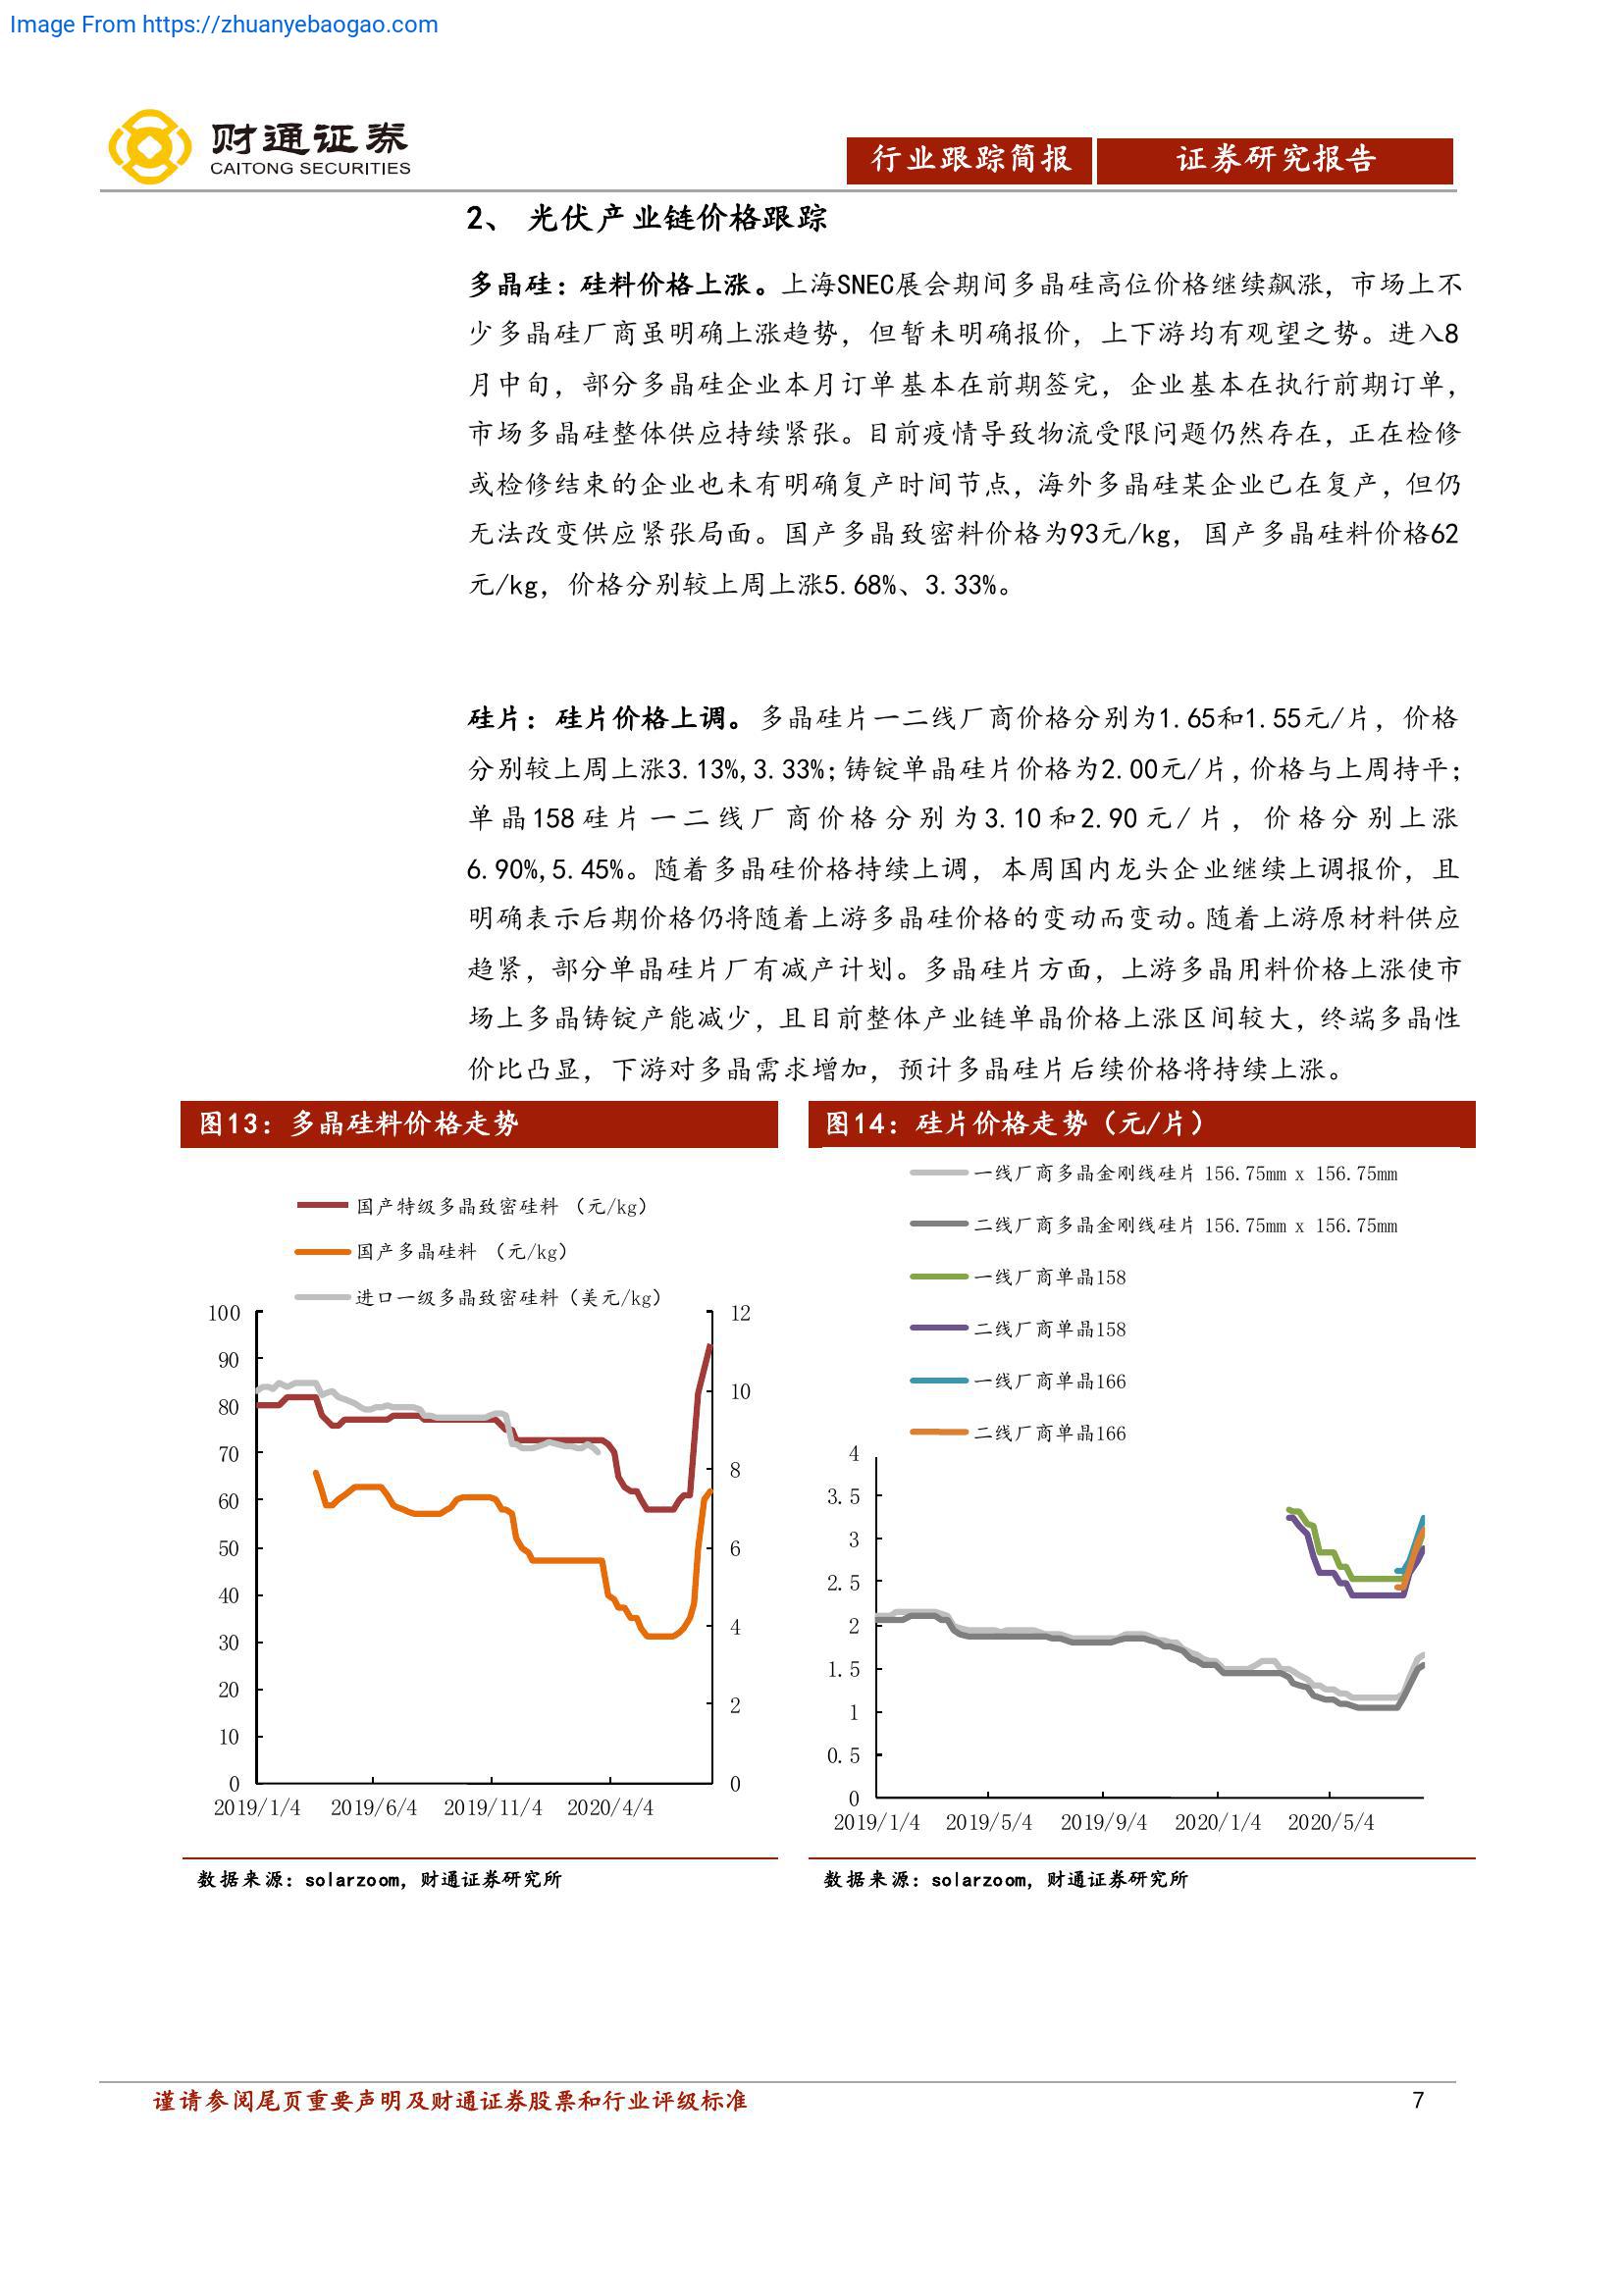 Image From https://zhuanyebaogao.com
财通证券
CAITONG SECURITIES
行业跟踪简报
证券研究报告
2、 光伏产业链价格跟踪
多晶硅：硅料价格上涨。上海SNEC展会期间多晶硅高位价格继续飙涨，市场上不
少多晶硅厂商虽明确上涨趋势，但暂未明确报价，上下游均有观望之势。进入8
月中旬，部分多晶硅企业本月订单基本在前期签完，企业基本在执行前期订单，
市场多晶硅整体供应持续紧张。目前疫情导致物流受限问题仍然存在，正在检修
或检修结束的企业也未有明确复产时间节点，海外多晶硅某企业已在复产，但仍
无法改变供应紧张局面。国产多晶致密料价格为93元/kg，国产多晶硅料价格62
元/kg，价格分别较上周上涨5.68%、3.33%。
硅片：硅片价格上调。多晶硅片一二线厂商价格分别为1.65和1.55元/片，价格
分别较上周上涨3.13%,3.33%;铸锭单晶硅片价格为2.00元/片,价格与上周持平;
单晶158硅片一二线厂商价格分别为3.10和2.90元/片，价格分别上涨
6.90%,5.45%。随着多晶硅价格持续上调，本周国内龙头企业继续上调报价，且
明确表示后期价格仍将随着上游多晶硅价格的变动而变动。随着上游原材料供应
趋紧，部分单晶硅片厂有减产计划。多晶硅片方面，上游多晶用料价格上涨使市
场上多晶铸锭产能减少，且目前整体产业链单晶价格上涨区间较大，终端多晶性
价比凸显，下游对多晶需求增加，预计多晶硅片后续价格将持续上涨。
图13：多晶硅料价格走势
国产特级多晶致密硅料 （元/kg）
国产多晶硅料 （元/kg）
进口一级多晶致密硅料（美元/kg）
100
90
80
70
60
50
40
30
20
10
0
12
10
8
6
4
2
0
2019/1/4 2019/6/4 2019/11/4 2020/4/4
数据来源：solarzoom，财通证券研究所
图14：硅片价格走势（元/片）
一线厂商多晶金刚线硅片 156.75mm x 156.75mm
二线厂商多晶金刚线硅片 156.75mm x 156.75mm
一线厂商单晶158
二线厂商单晶158
一线厂商单晶166
二线厂商单晶166
4
3.5
3
2.5
2
1.5
1
0.5
0
2019/1/4 2019/5/4 2019/9/4 2020/1/4 2020/5/4
数据来源：solarzoom，财通证券研究所
谨请参阅尾页重要声明及财通证券股票和行业评级标准
7